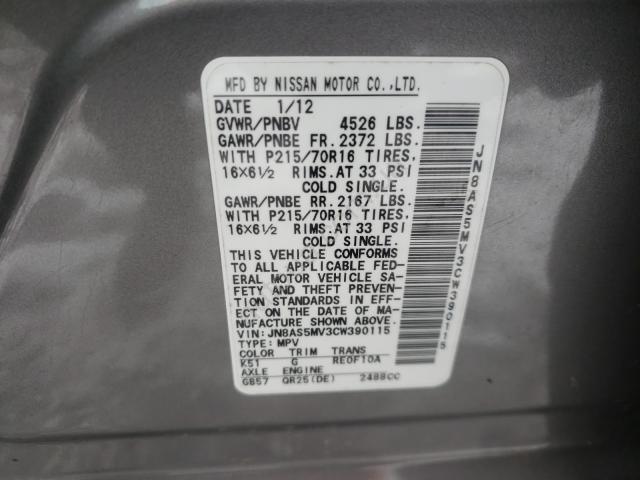 MFD BY NISSAN MOTOR CO.,LTD.
DATE 1/12
GVWR/PNBV 4526 LBS.
GAWR/PNBE FR. 2372 LBS.
WITH P215/70R16 TIRES,
16×6½ RIMS. AT 33 PSI
COLD SINGLE.
GAWR/PNBE RR. 2167 LBS.
WITH P215/70R16 TIRES,
16×6½ RIMS. AT 33 PSI
COLD SINGLE.
THIS VEHICLE CONFORMS
TO ALL APPLICABLE FED-
ERAL MOTOR VEHICLE SA-
FETY AND THEFT PREVEN-
TION STANDARDS IN EFF-
ECT ON THE DATE OF MA-
NUFACTURE SHOWN ABOVE.
VIN: JN8AS5MV3CW390115
TYPE: MPV
COLOR TRIM TRANS
K51 G RE0F10A
AXLE ENGINE
GB57 QR25(DE) 2488CC
JN8AS5MV3CW390115